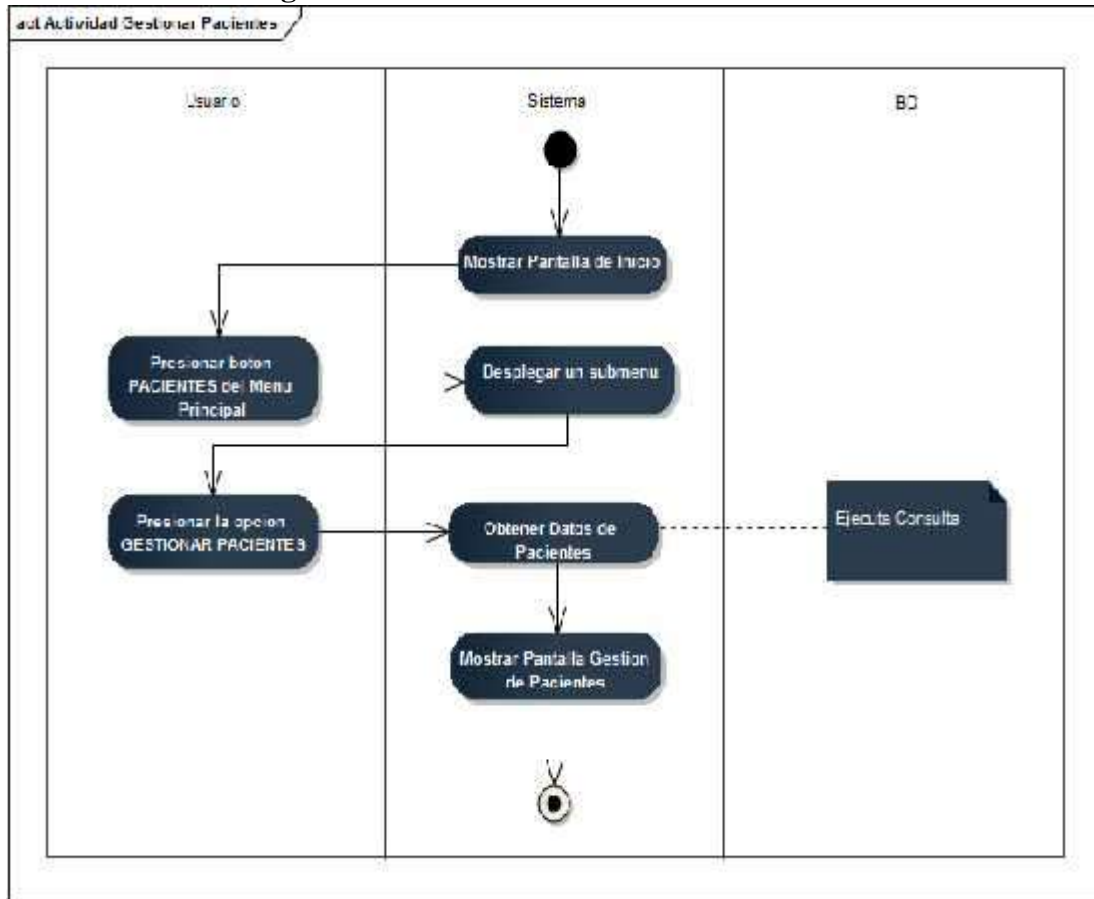 act Actividad Gestionar Pacientes
Usuario
Sistema
BD
Mostrar Pantalla de Inicio
Presionar boton
PACIENTES del Menu
Principal
Desplegar un submenu
Presionar la opcion
GESTIONAR PACIENTES
Obtener Datos de
Pacientes
Ejecuta Consulta
Mostrar Pantalla Gestion
de Pacientes